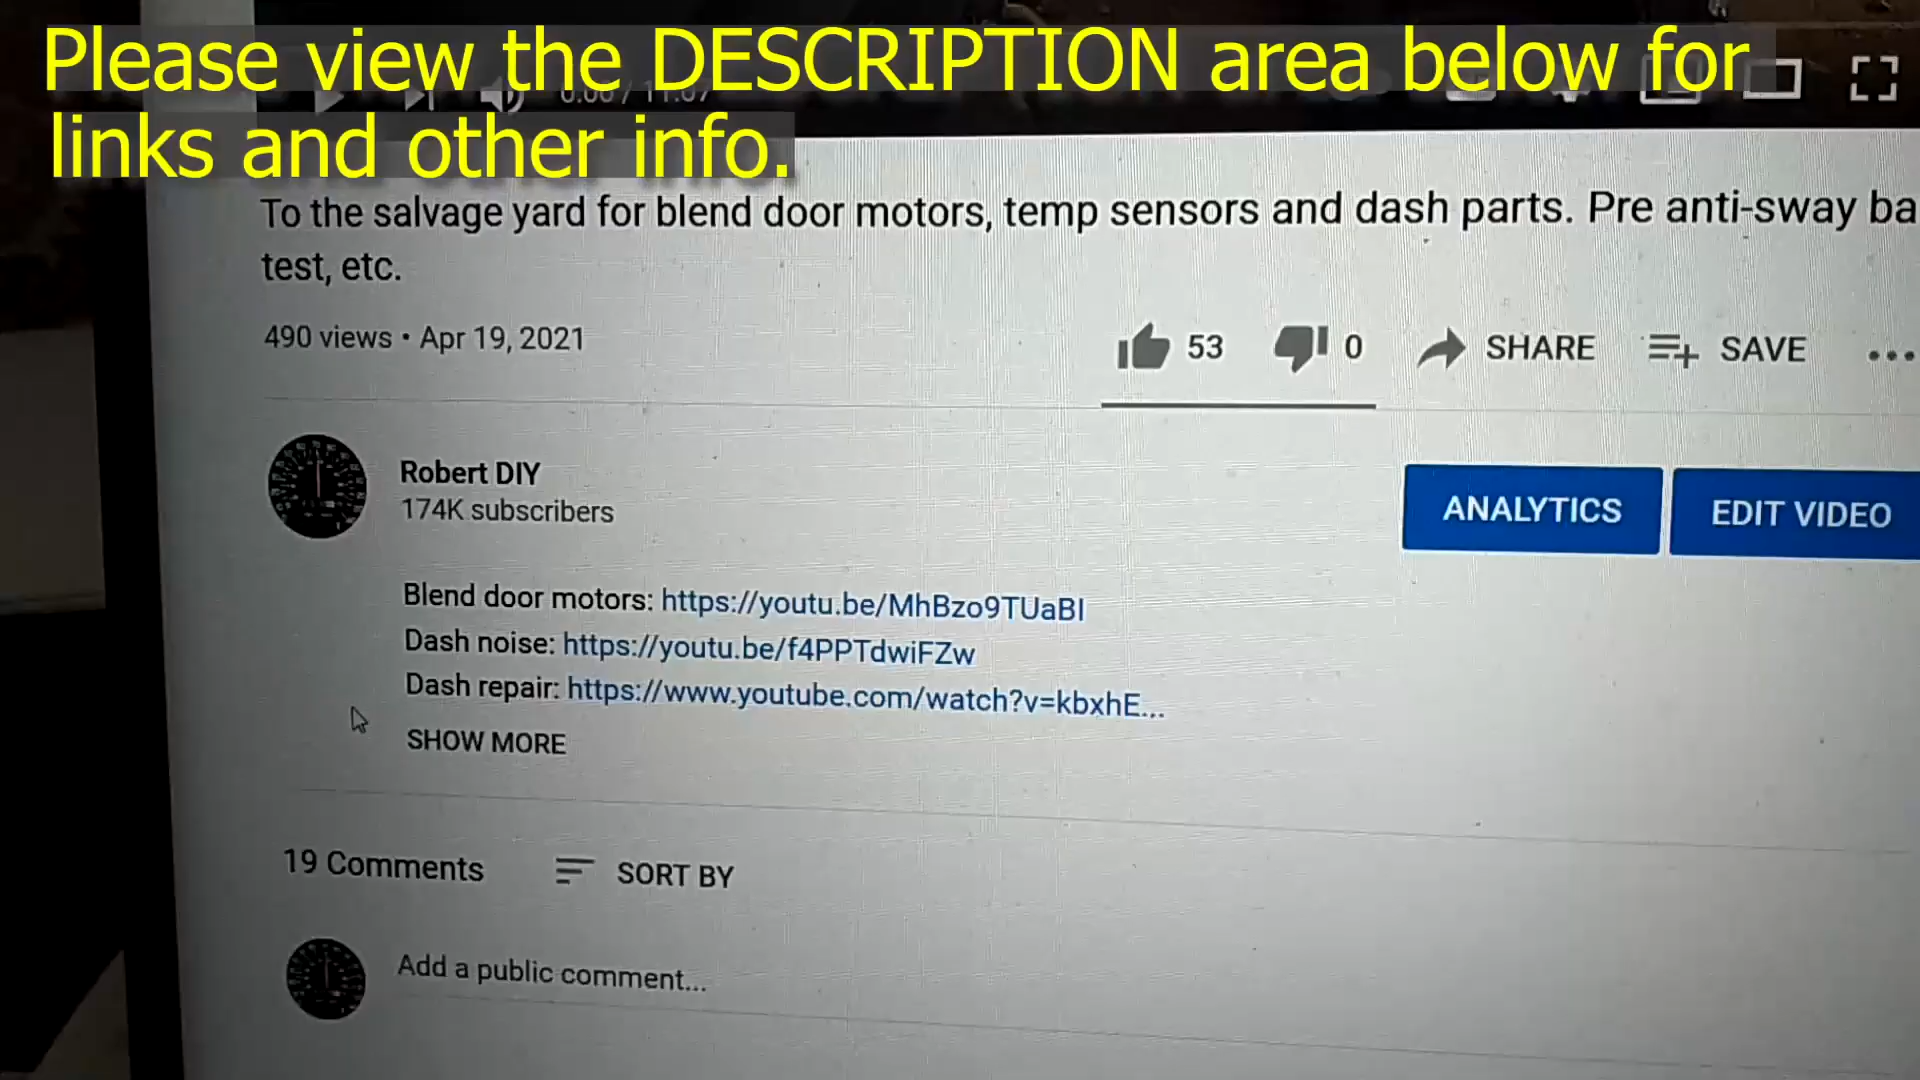 Please view the DESCRIPTION area below for
links and other info.
0:00 / 11:07
To the salvage yard for blend door motors, temp sensors and dash parts. Pre anti-sway ba
test, etc.
490 views • Apr 19, 2021
53
0
SHARE
SAVE
Robert DIY
174K subscribers
ANALYTICS
EDIT VIDEO
Blend door motors: https://youtu.be/MhBzo9TUaBI
Dash noise: https://youtu.be/f4PPTdwiFZw
Dash repair: https://www.youtube.com/watch?v=kbxhE...
SHOW MORE
19 Comments
SORT BY
Add a public comment...